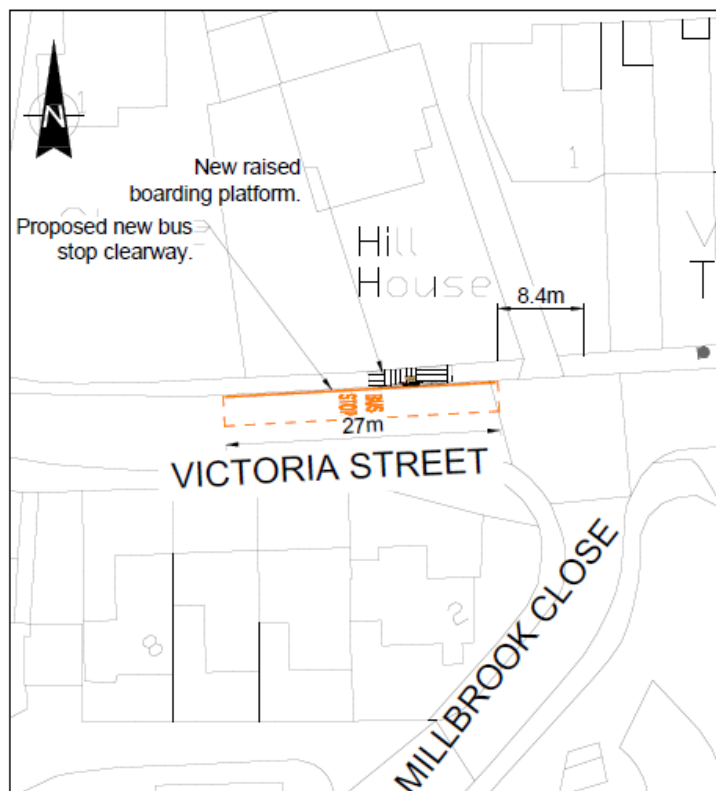 N
1
New raised
boarding platform.
Proposed new bus
stop clearway.
Hill
House
1
8.4m
V
T
BUS
STOP
27m
VICTORIA STREET
8
2
MILLBROOK CLOSE